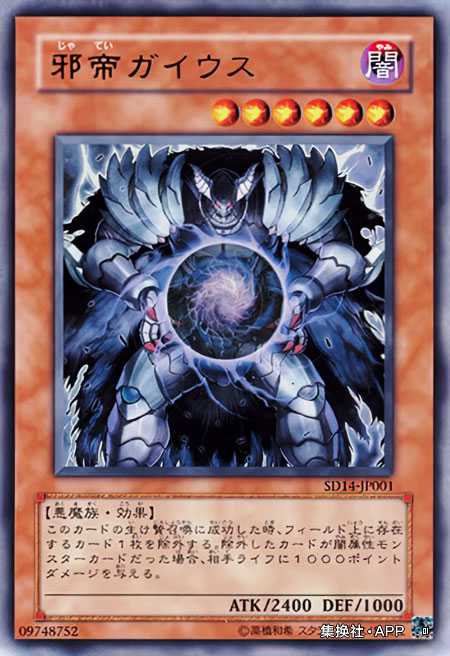 邪帝ガイウス
じゃ てい
闇
やみ
SD14-JP001
【悪魔族・効果】
このカードの生け贄召喚に成功した時、フィールド上に存在
するカード1枚を除外する。除外したカードが闇属性モン
スターカードだった場合、相手ライフに1000ポイント
ダメージを与える。
ATK/2400 DEF/1000
09748752
©高橋和希 スタ
集換社・APP